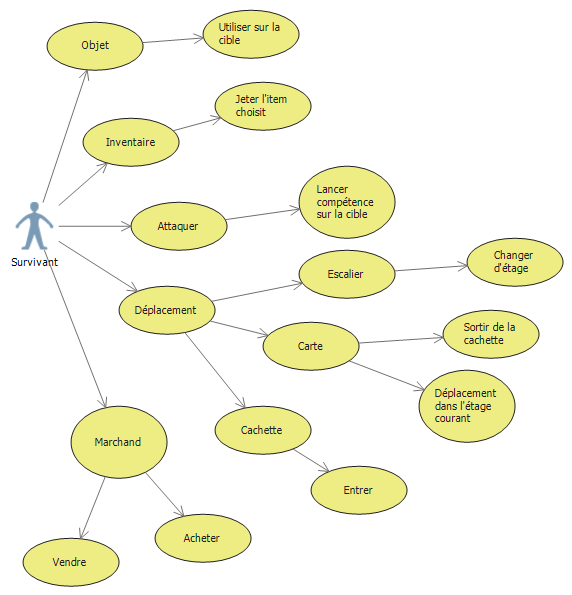 Objet
Utiliser sur la
cible
Jeter l'item
choisit
Inventaire
Lancer
compétence
sur la cible
Attaquer
Survivant
Escalier
Changer
d'étage
Déplacement
Carte
Sortir de la
cachette
Déplacement
dans l'étage
courant
Cachette
Marchand
Entrer
Acheter
Vendre